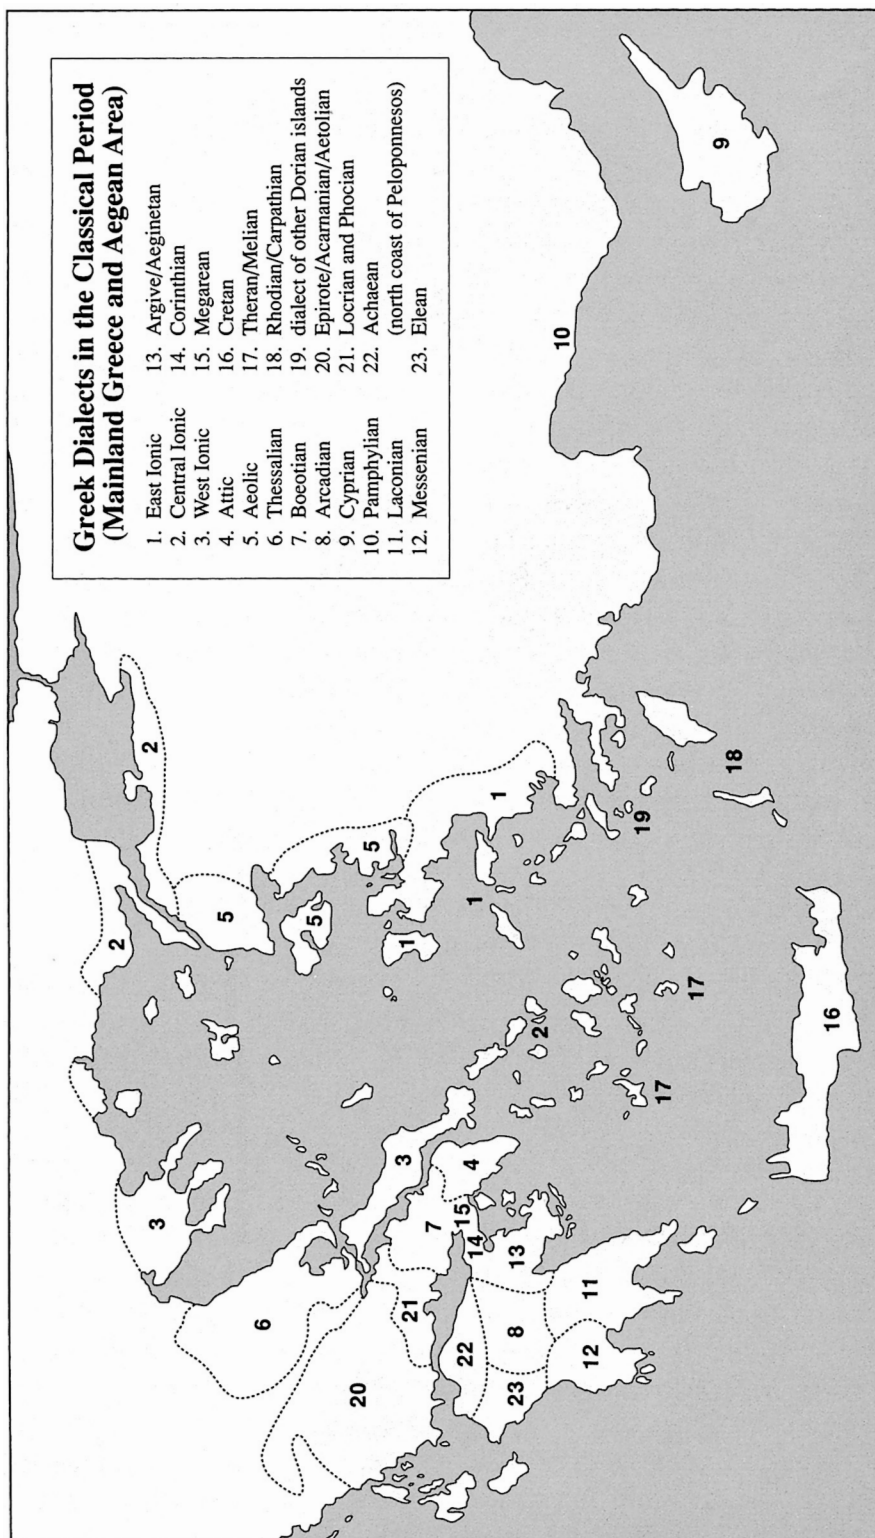 Greek Dialects in the Classical Period
(Mainland Greece and Aegean Area)
1. East Ionic
2. Central Ionic
3. West Ionic
4. Attic
5. Aeolic
6. Thessalian
7. Boeotian
8. Arcadian
9. Cyprian
10. Pamphylian
11. Laconian
12. Messenian
13. Argive/Aeginetan
14. Corinthian
15. Megarean
16. Cretan
17. Theran/Melian
18. Rhodian/Carpathian
19. dialect of other Dorian islands
20. Epirote/Acarnanian/Aetolian
21. Locrian and Phocian
22. Achaean
(north coast of Peloponnesos)
23. Elean
3
2
2
6
5
5
5
20
21
7
3
4
1
1
1
22
14
15
2
23
8
13
12
11
17
17
19
18
16
10
9